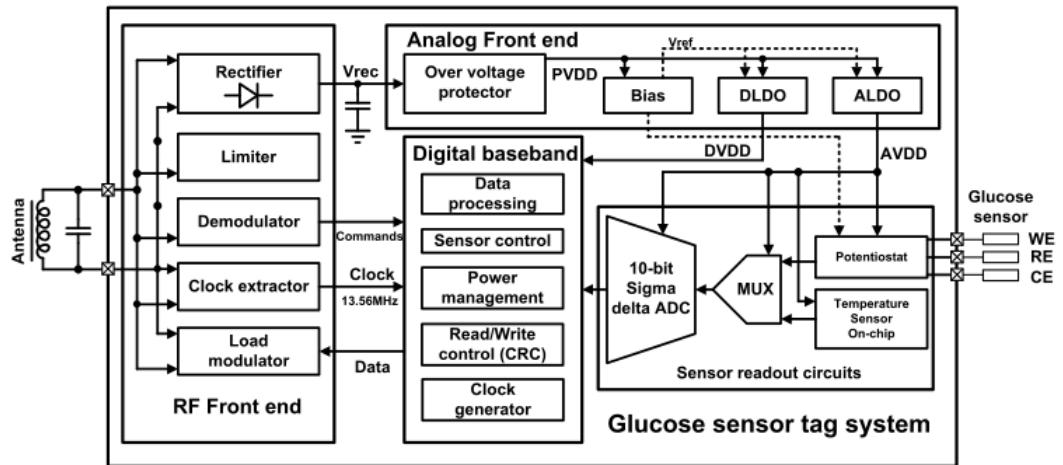 Antenna
Rectifier
Limiter
Demodulator
Clock extractor
Load
modulator
RF Front end
Vrec
Commands
Clock
13.56MHz
Data
Analog Front end
Over voltage
protector
PVDD
Vref
Bias
DLDO
ALDO
DVDD
AVDD
Digital baseband
Data
processing
Sensor control
Power
management
Read/Write
control (CRC)
Clock
generator
10-bit
Sigma
delta ADC
MUX
Potentiostat
Temperature
Sensor
On-chip
Sensor readout circuits
Glucose
sensor
WE
RE
CE
Glucose sensor tag system